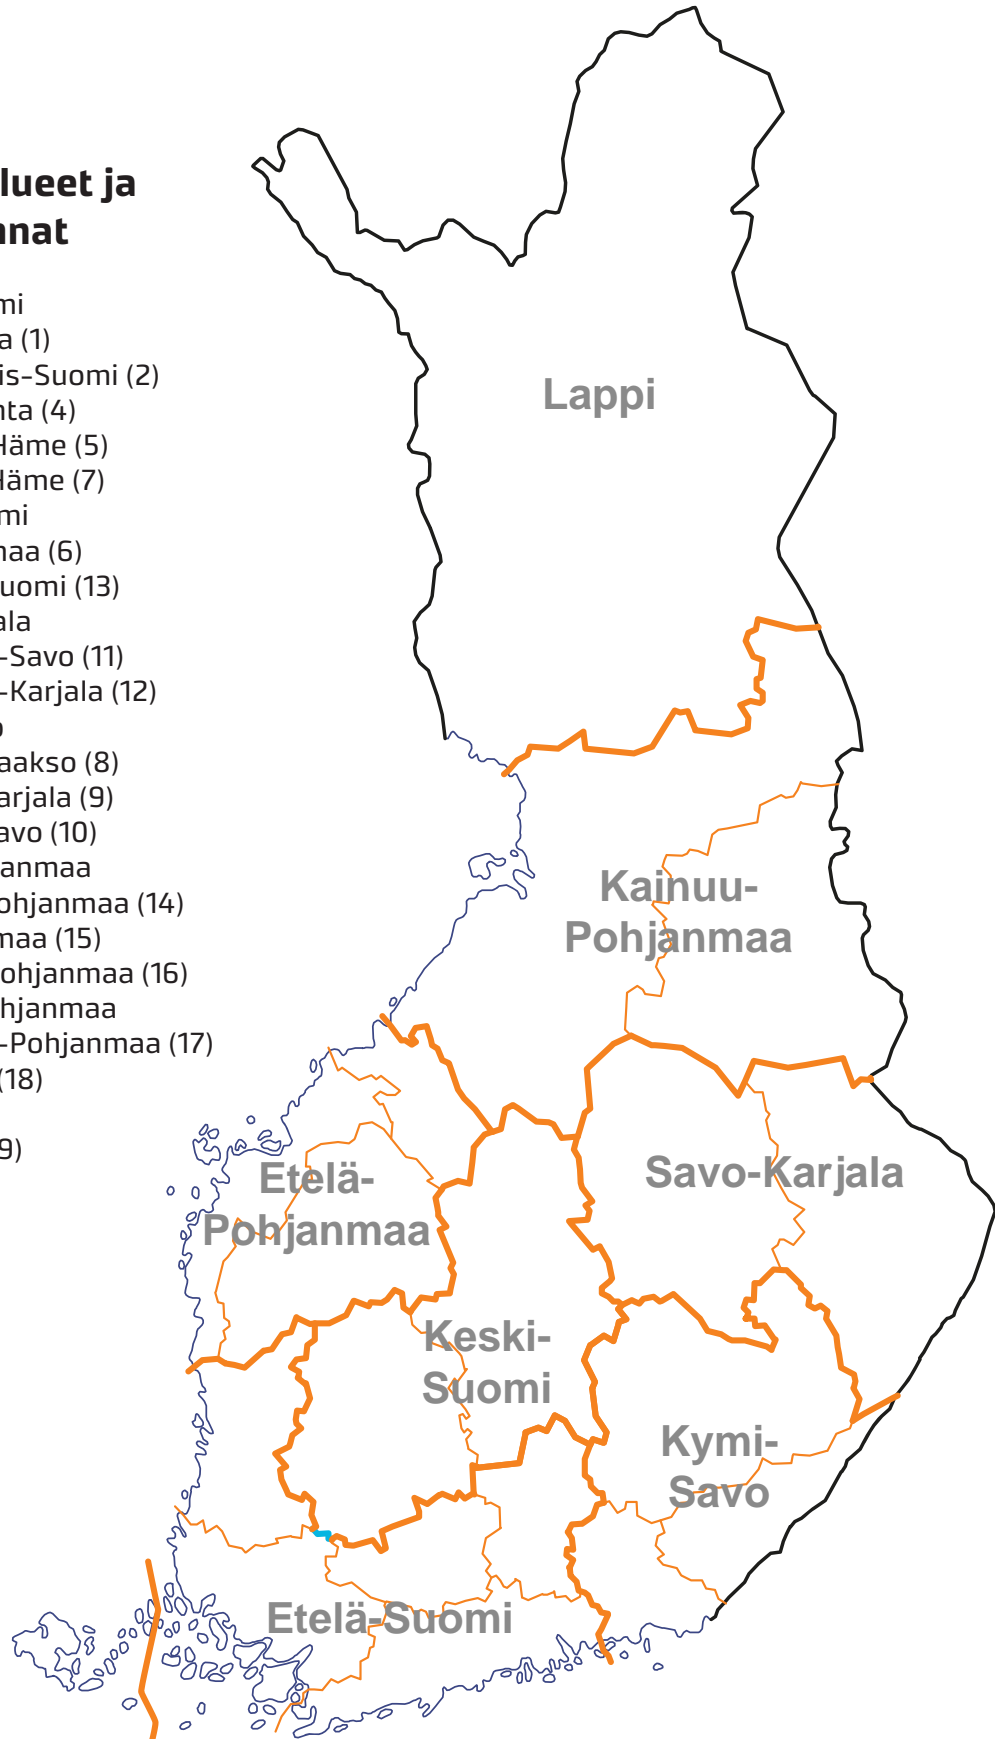 lueet ja
nnat
mi
a (1)
is-Suomi (2)
nta (4)
Häme (5)
Häme (7)
mi
naa (6)
uomi (13)
ala
-Savo (11)
-Karjala (12)
o
aakso (8)
arjala (9)
avo (10)
anmaa
ohjanmaa (14)
maa (15)
ohjanmaa (16)
hjanmaa
-Pohjanmaa (17)
(18)
9)
Lappi
Kainuu-
Pohjanmaa
Savo-Karjala
Etelä-
Pohjanmaa
Keski-
Suomi
Kymi-
Savo
Etelä-Suomi